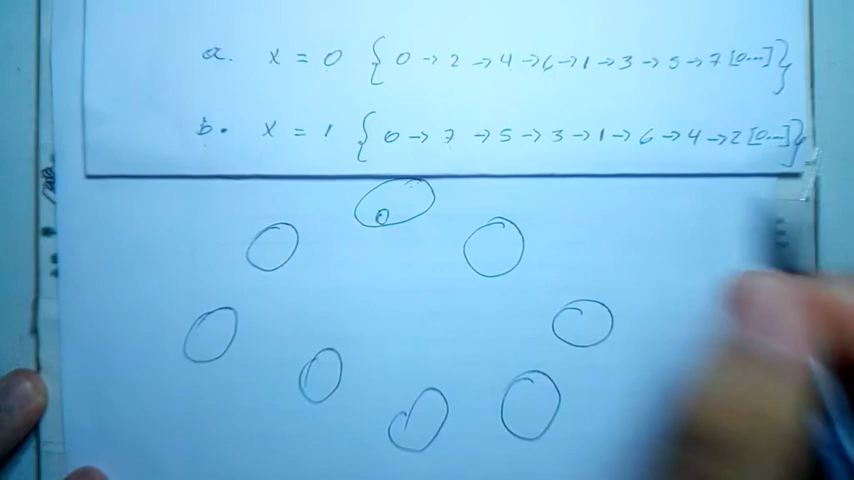 a. x = 0 { 0 → 2 → 4 → 6 → 1 → 3 → 5 → 7 [0...] }
b. x = 1 { 0 → 7 → 5 → 3 → 1 → 6 → 4 → 2 [0...] }